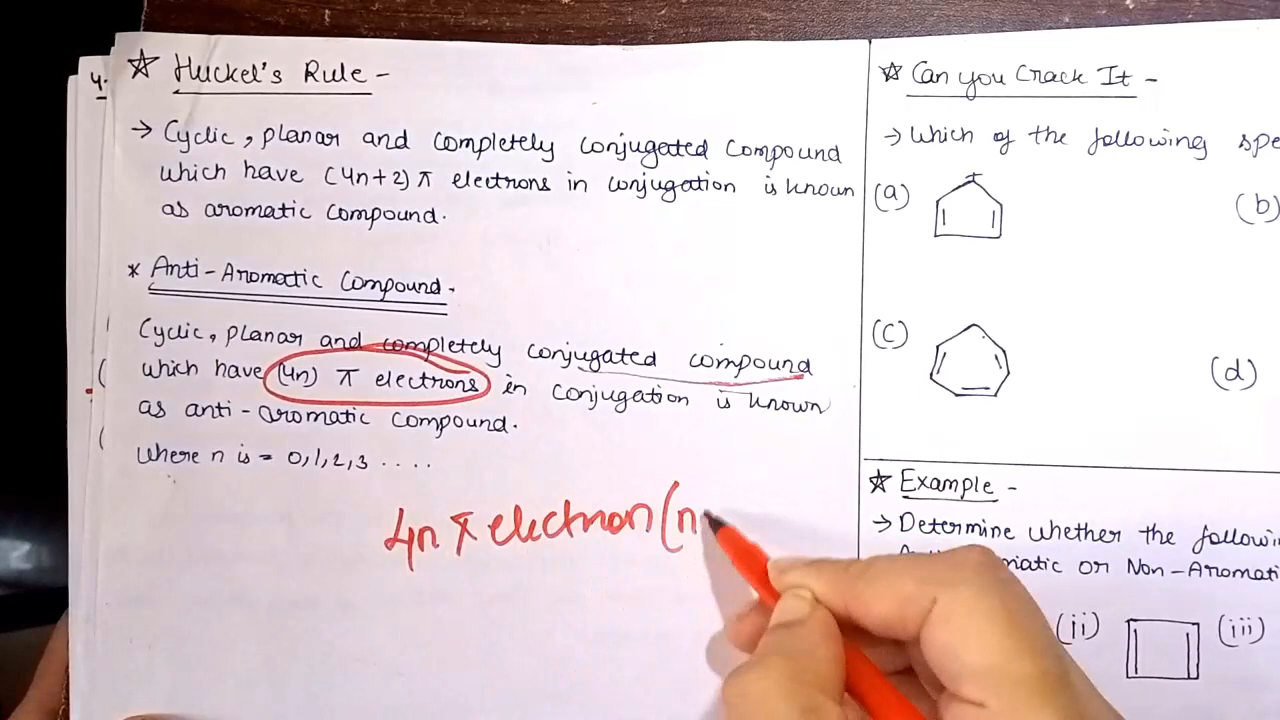 4.
☆ Huckel's Rule -
→ Cyclic, planar and completely conjugated compound
which have (4n+2) π electrons in conjugation is known
as aromatic compound.
* Anti-Aromatic Compound.
Cyclic, planar and completely conjugated compound
which have (4n) π electrons in conjugation is known
as anti-aromatic compound.
Where n is = 0,1,2,3 ....
4n π electron (n
☆ Can you Crack It -
→ Which of the following spe
(a)
+
(b)
(c)
(d)
☆ Example -
→ Determine whether the followin
matic or Non-Aromati
(ii)
(iii)